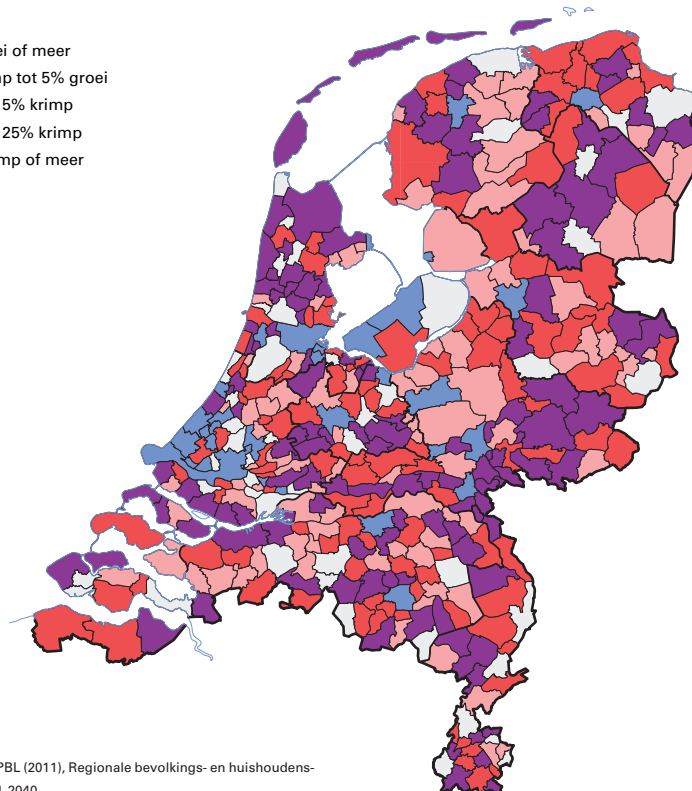 ei of meer
p tot 5% groei
5% krimp
25% krimp
mp of meer
PBL (2011), Regionale bevolkings- en huishoudens-
2040